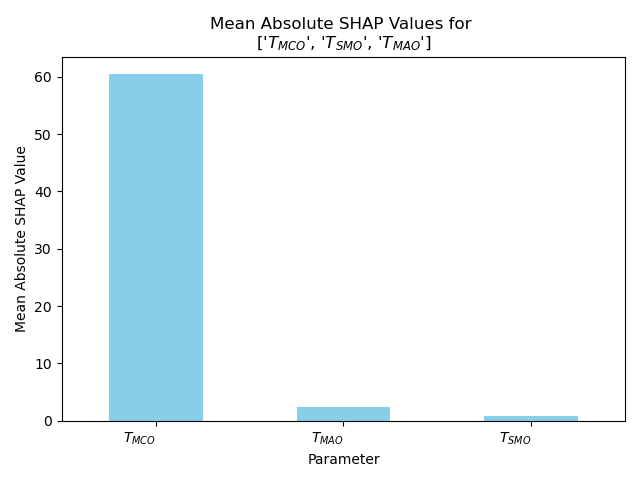 Mean Absolute SHAP Values for
['T_MCO', 'T_SMO', 'T_MAO']
Mean Absolute SHAP Value
60
50
40
30
20
10
0
T_MCO T_MAO T_SMO
Parameter